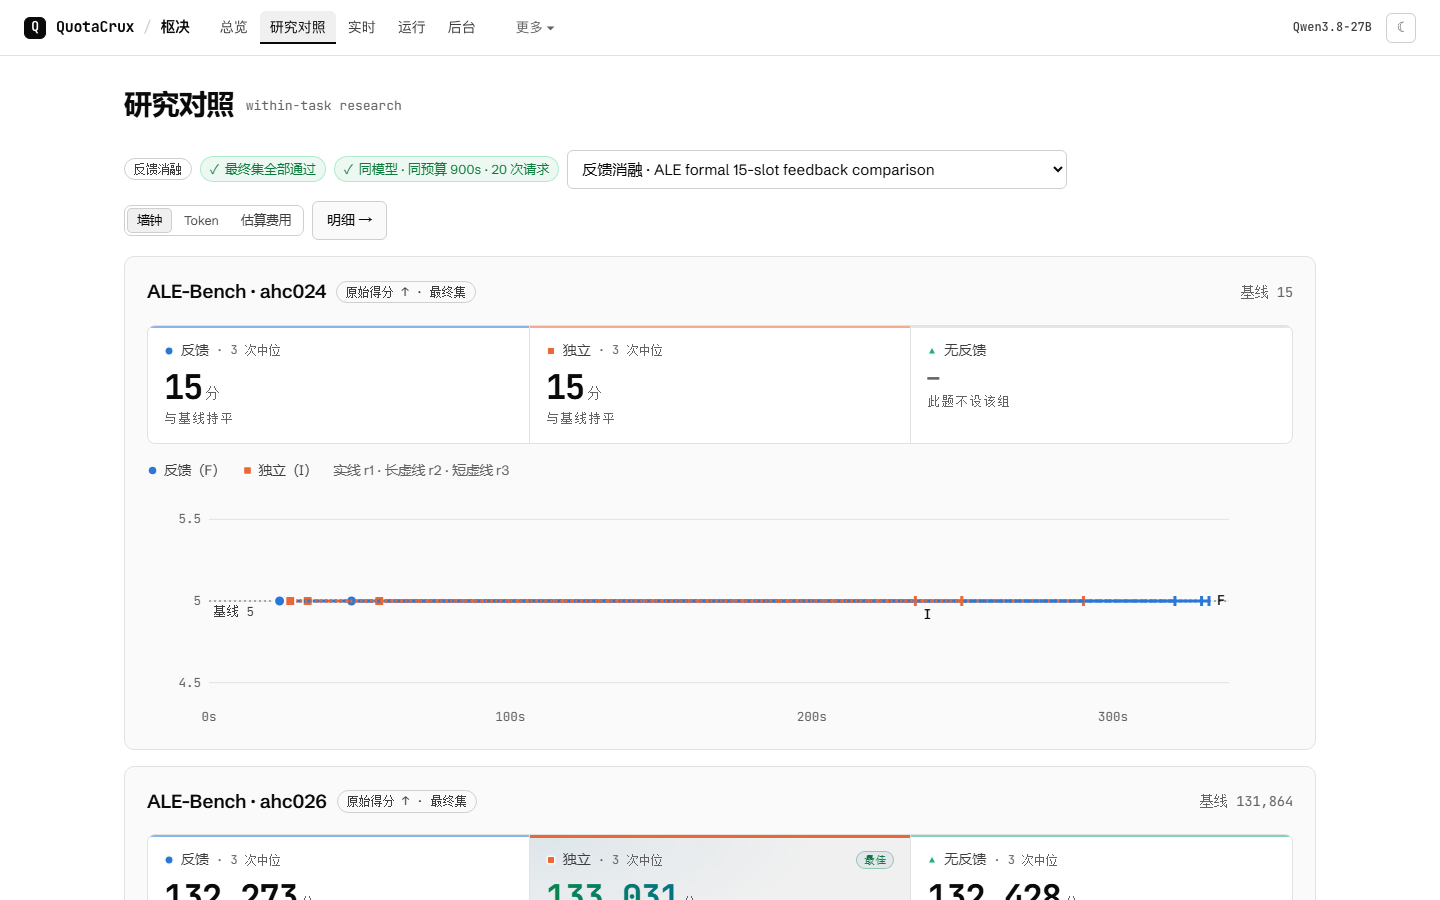 Q QuotaCrux / 枢决 总览 研究对照 实时 运行 后台 更多 Qwen3.8-27B
研究对照 within-task research
反馈消融 ✓ 最终集全部通过 ✓ 同模型 · 同预算 900s · 20 次请求 反馈消融 · ALE formal 15-slot feedback comparison
墙钟 Token 估算费用 明细 →
ALE-Bench · ahc024 原始得分 ↑ · 最终集 基线 15
反馈 · 3 次中位 独立 · 3 次中位 无反馈
15 分 15 分 —
与基线持平 与基线持平 此题不设该组
反馈 (F) 独立 (I) 实线 r1 · 长虚线 r2 · 短虚线 r3
5.5
5 F
基线 5 I
4.5
0s 100s 200s 300s
ALE-Bench · ahc026 原始得分 ↑ · 最终集 基线 131,864
反馈 · 3 次中位 独立 · 3 次中位 最佳 无反馈 · 3 次中位
132,273 133,031 132,428